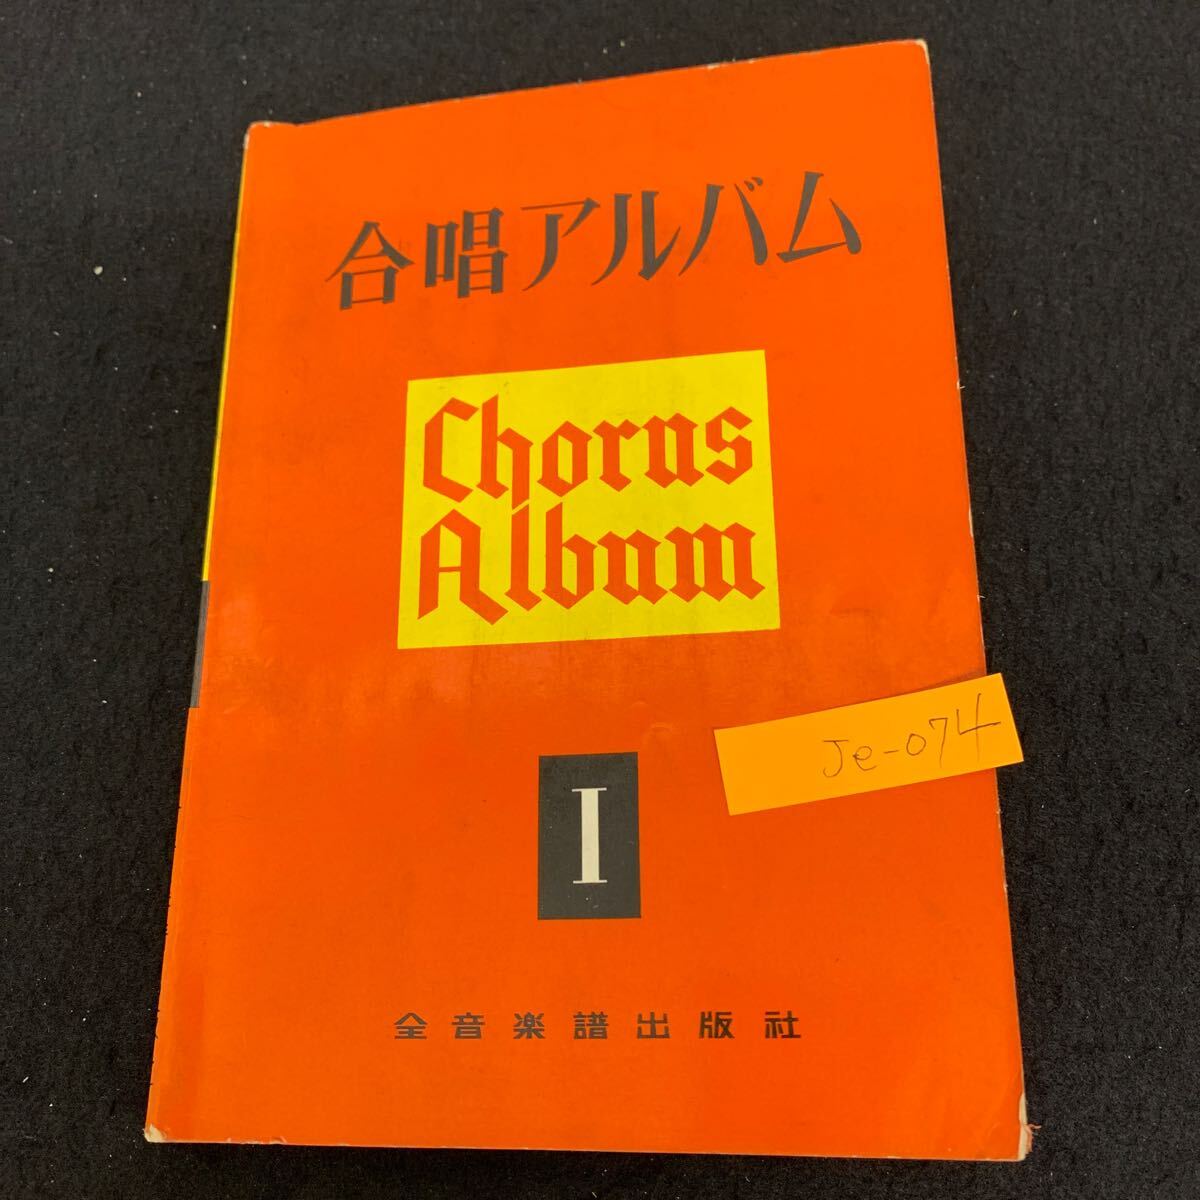 合唱アルバム
Chorus
Album
Je-074
I
全音楽譜出版社